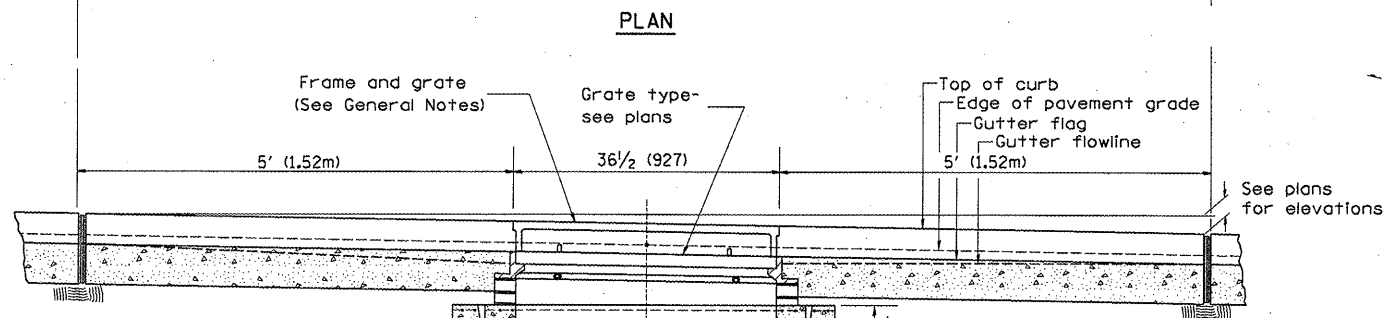 PLAN
Frame and grate
(See General Notes)
Grate type-
see plans
Top of curb
Edge of pavement grade
Gutter flag
Gutter flowline
5' (1.52m)
36½ (927)
5' (1.52m)
See plans
for elevations